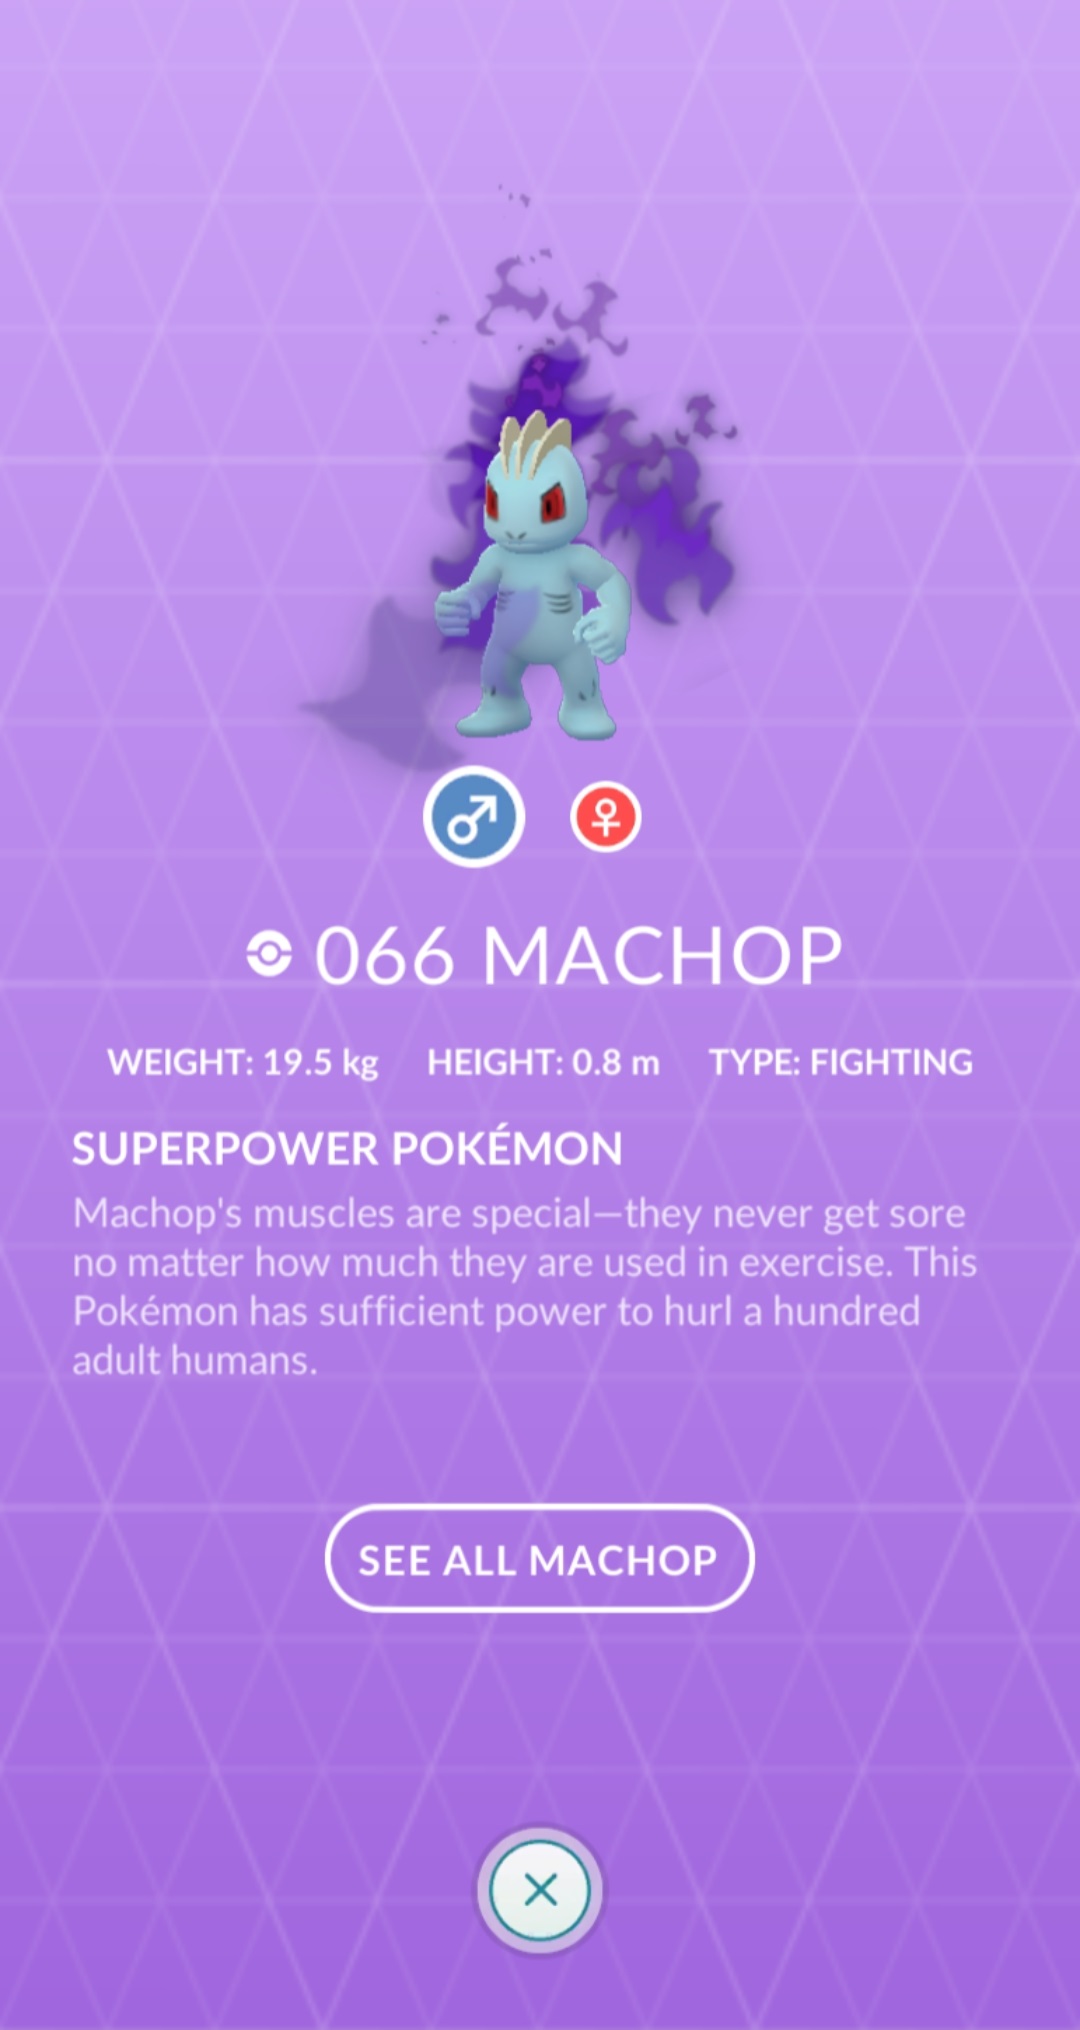 066 MACHOP
WEIGHT: 19.5 kg HEIGHT: 0.8 m TYPE: FIGHTING
SUPERPOWER POKÉMON
Machop's muscles are special—they never get sore
no matter how much they are used in exercise. This
Pokémon has sufficient power to hurl a hundred
adult humans.
SEE ALL MACHOP